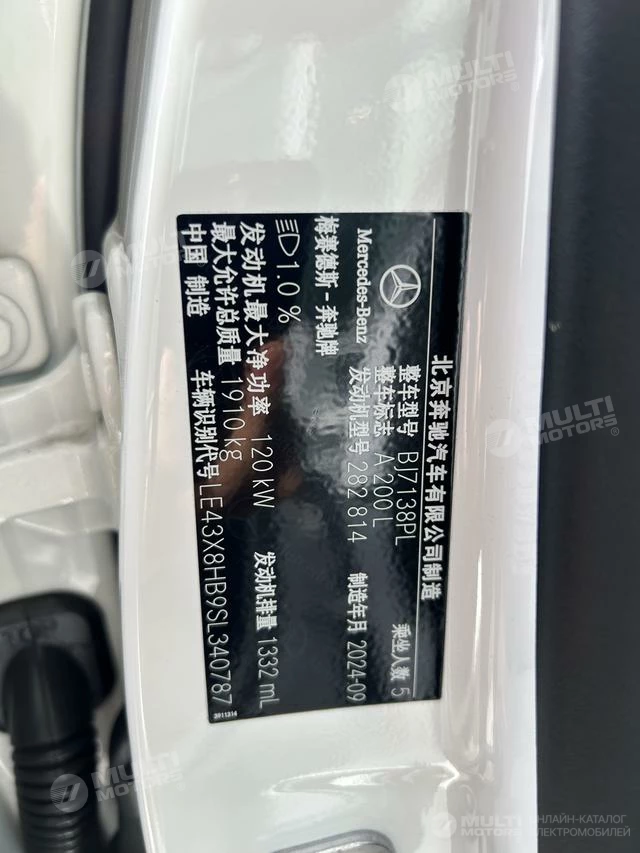 北京奔驰汽车有限公司制造
Mercedes-Benz
梅赛德斯-奔驰牌
整车型号 BJ7138PL
整车标志 A 200 L
发动机型号 282 814
乘坐人数 5
制造年月 2024-09
1.0 %
发动机最大净功率 120 kW
发动机排量 1332 mL
最大允许总质量 1910 kg
车辆识别代号 LE43X8HB9SL340787
中国 制造
3911314
MULTI MOTORS
MULTI MOTORS
MULTI MOTORS
MULTI MOTORS
MULTI MOTORS
ОНЛАЙН-КАТАЛОГ
ЭЛЕКТРОМОБИЛЕЙ